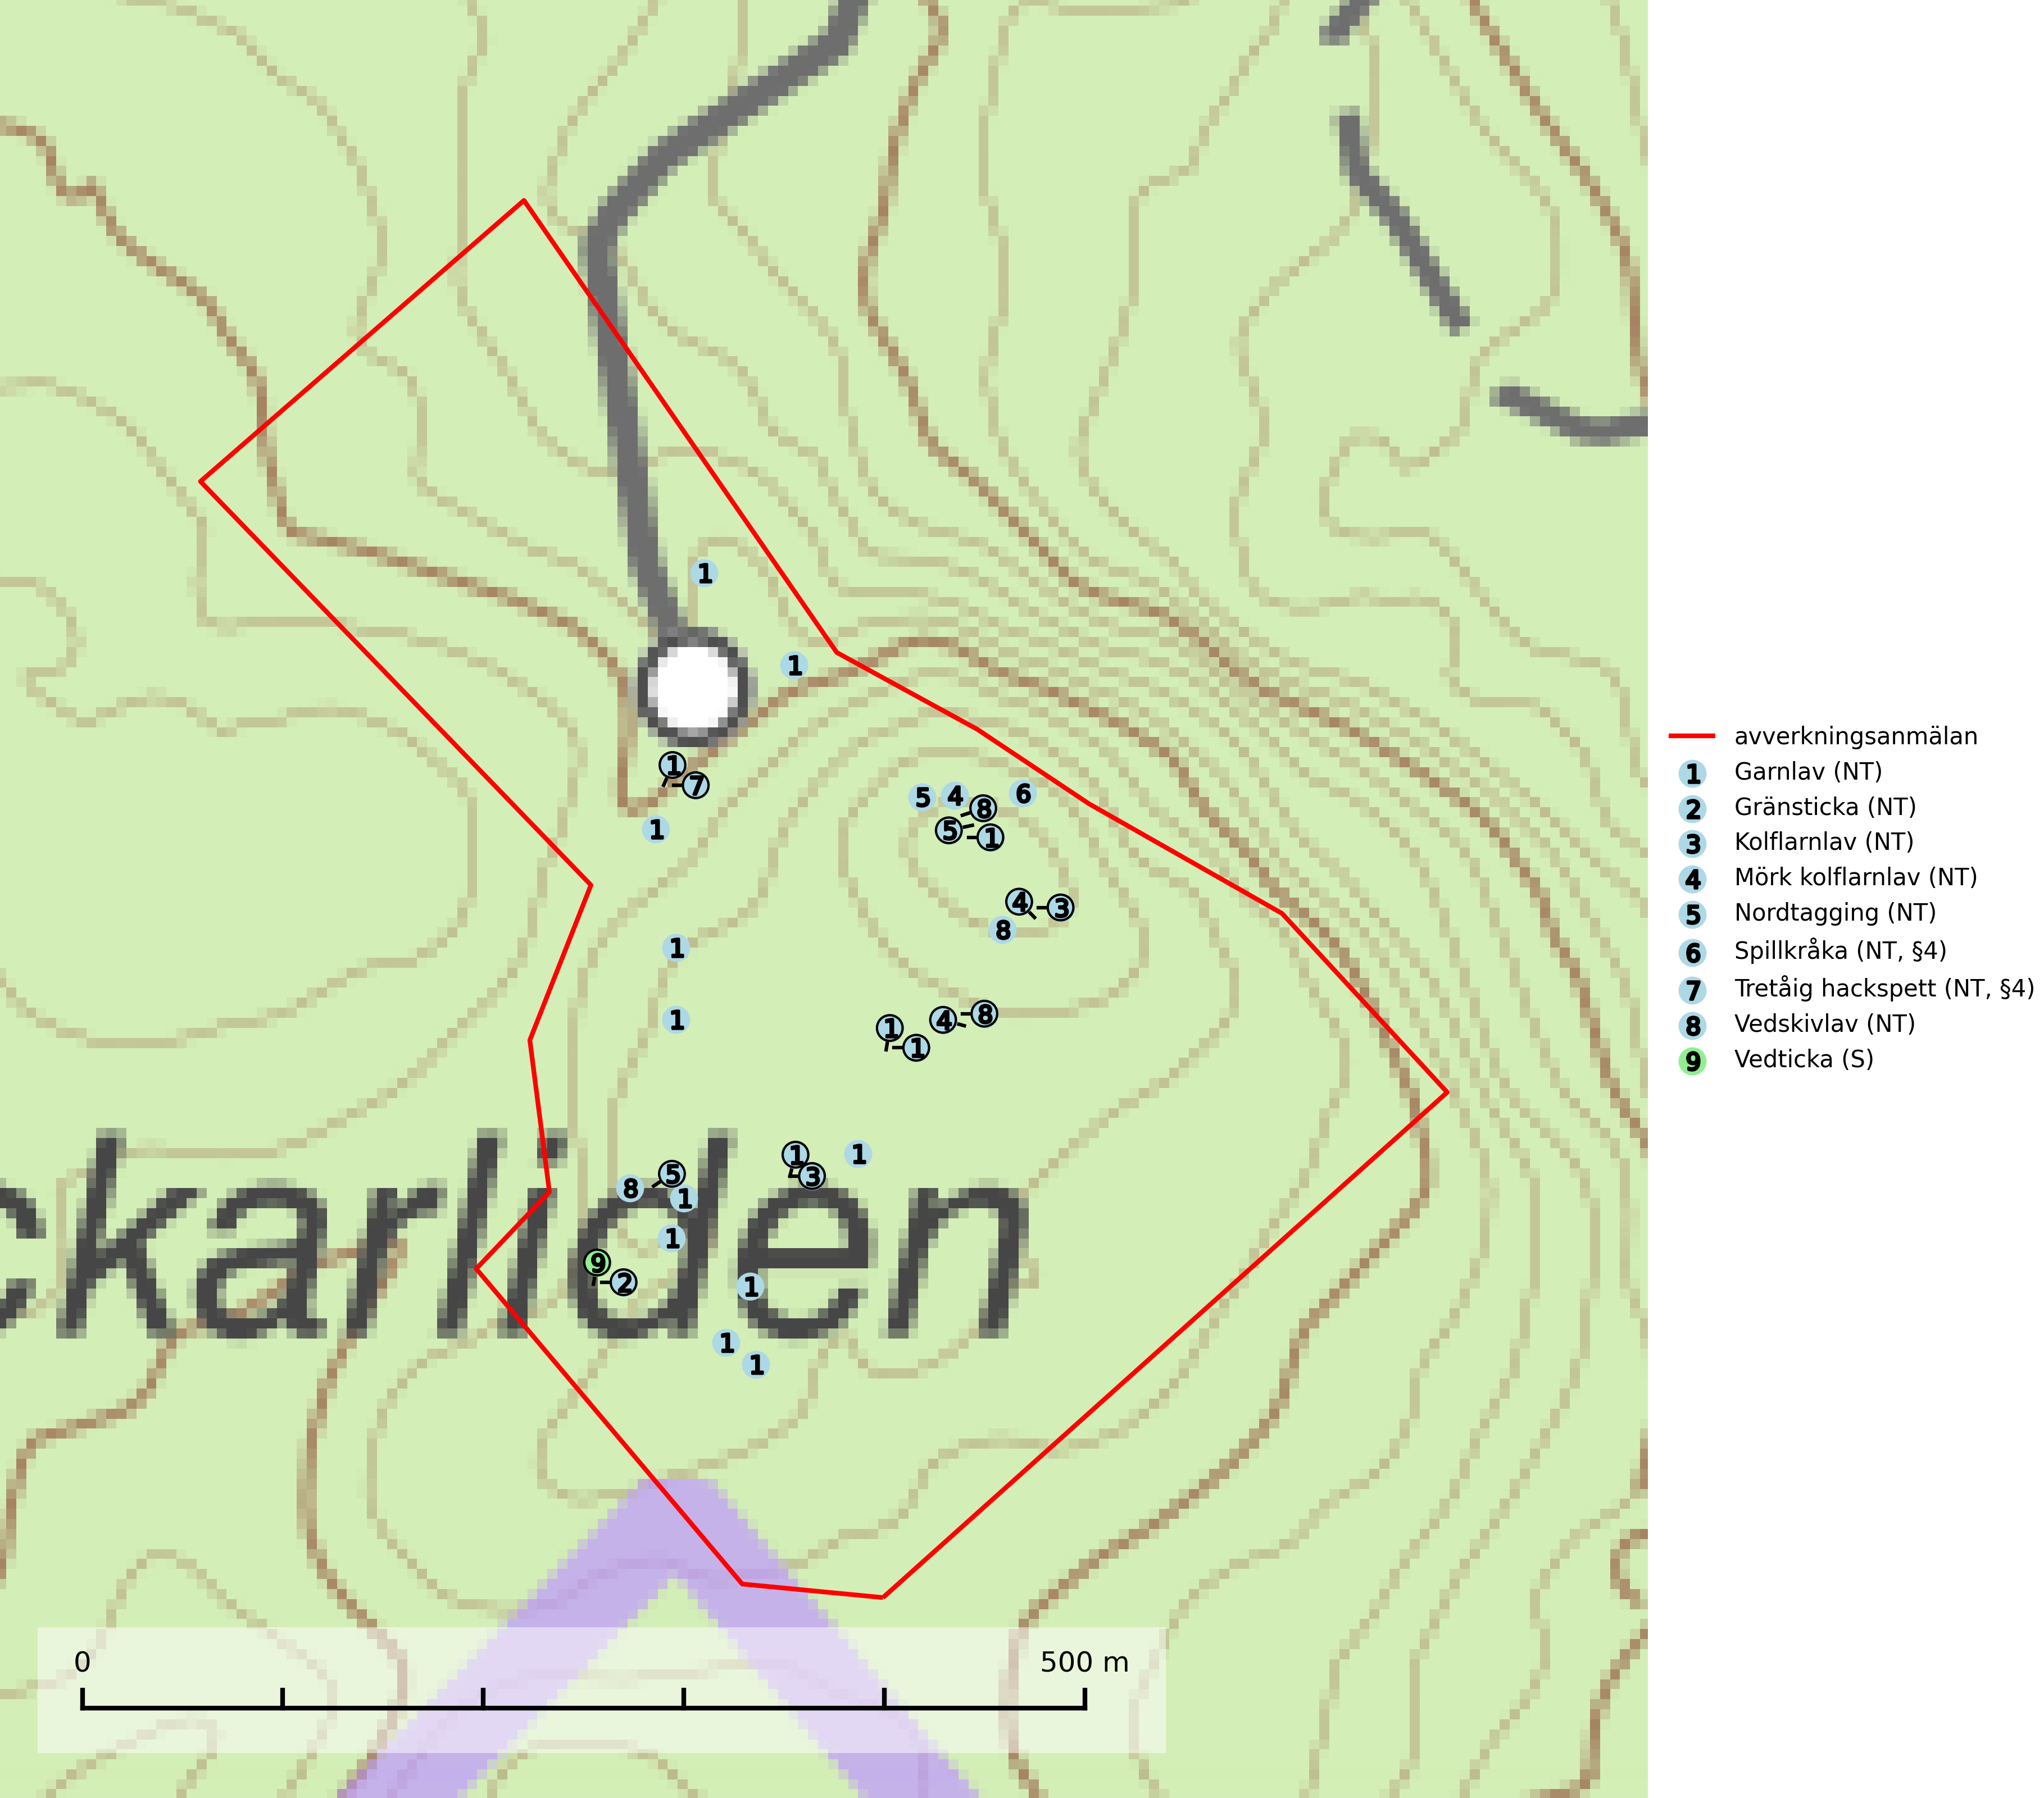 1
1
1
7
1
5
4
6
8
5
1
4
3
8
1
1
1
4
8
1
1
3
1
5
8
1
1
9
2
1
1
1
ckarliden
0
500 m
avverkningsanmälan
1 Garnlav (NT)
2 Gränsticka (NT)
3 Kolflarnlav (NT)
4 Mörk kolflarnlav (NT)
5 Nordtagging (NT)
6 Spillkråka (NT, §4)
7 Tretåig hackspett (NT, §4)
8 Vedskivlav (NT)
9 Vedticka (S)